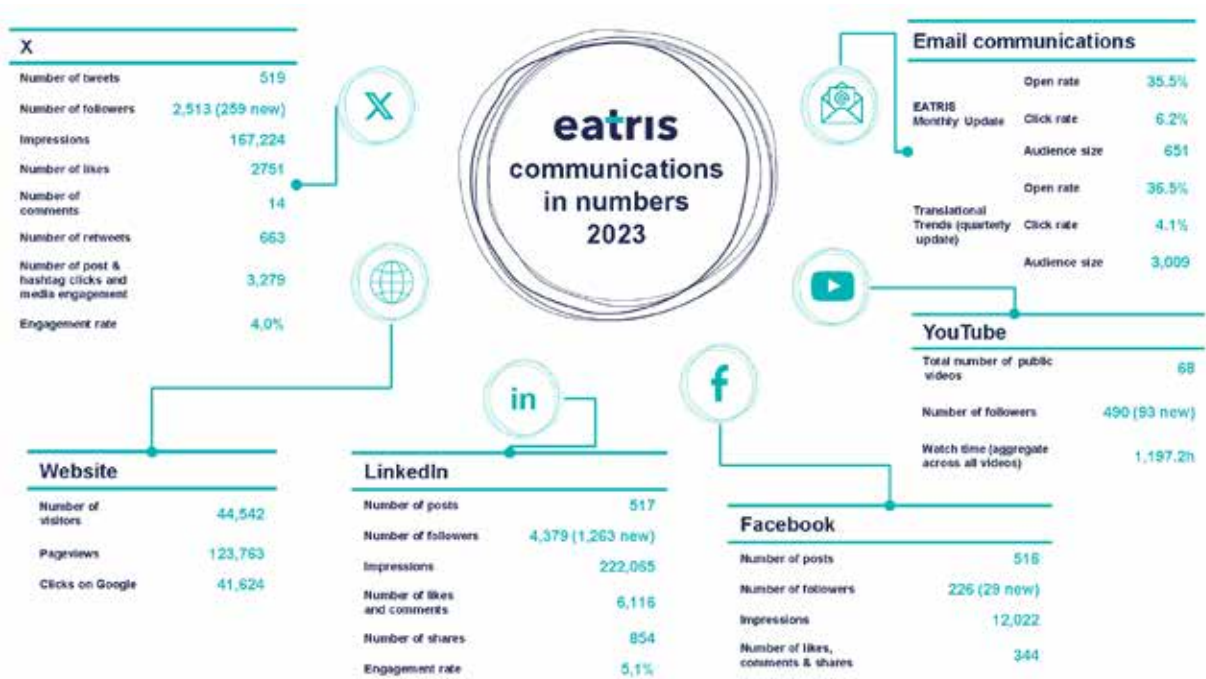 eatris
communications
in numbers
2023
X
Number of tweets 519
Number of followers 2,513 (259 new)
Impressions 167,224
Number of likes 2751
Number of
comments 14
Number of retweets 663
Number of post &
hashtag clicks and
media engagement 3,279
Engagement rate 4,0%
Email communications
EATRIS
Monthly Update
Open rate 35.5%
Click rate 6.2%
Audience size 651
Translational
Trends (quarterly
update)
Open rate 36.5%
Click rate 4.1%
Audience size 3,009
YouTube
Total number of public
videos 68
Number of followers 490 (93 new)
Watch time (aggregate
across all videos) 1,197.2h
Website
Number of
visitors 44,542
Pageviews 123,763
Clicks on Google 41,624
in
LinkedIn
Number of posts 517
Number of followers 4,379 (1,263 new)
Impressions 222,065
Number of likes
and comments 6,116
Number of shares 854
Engagement rate 5,1%
f
Facebook
Number of posts 516
Number of followers 226 (29 new)
Impressions 12,022
Number of likes,
comments & shares 344